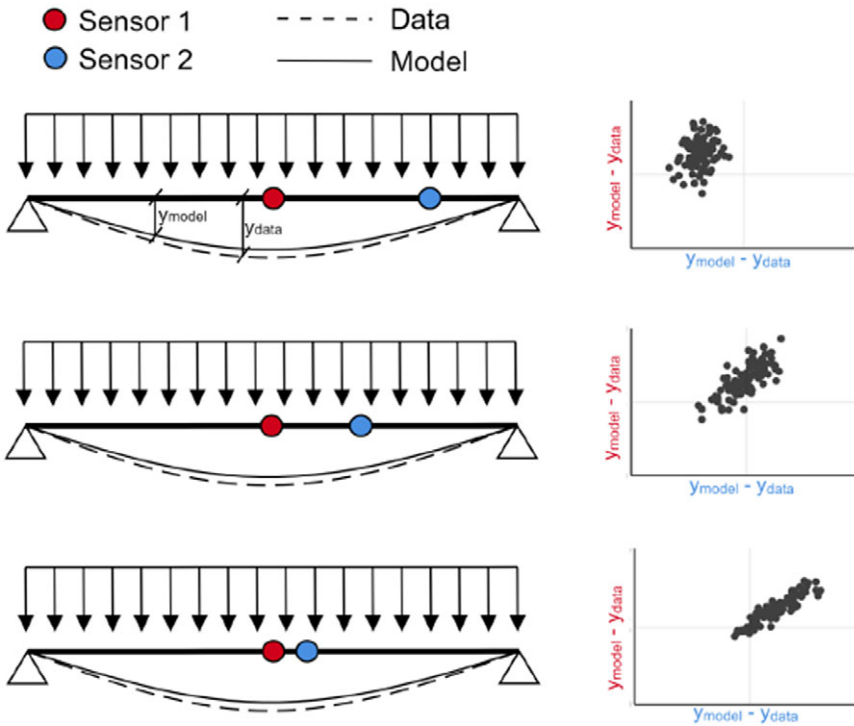 Sensor 1
Data
Sensor 2
Model
ymodel
ydata
ymodel - ydata
ymodel - ydata
ymodel - ydata
ymodel - ydata
ymodel - ydata
ymodel - ydata